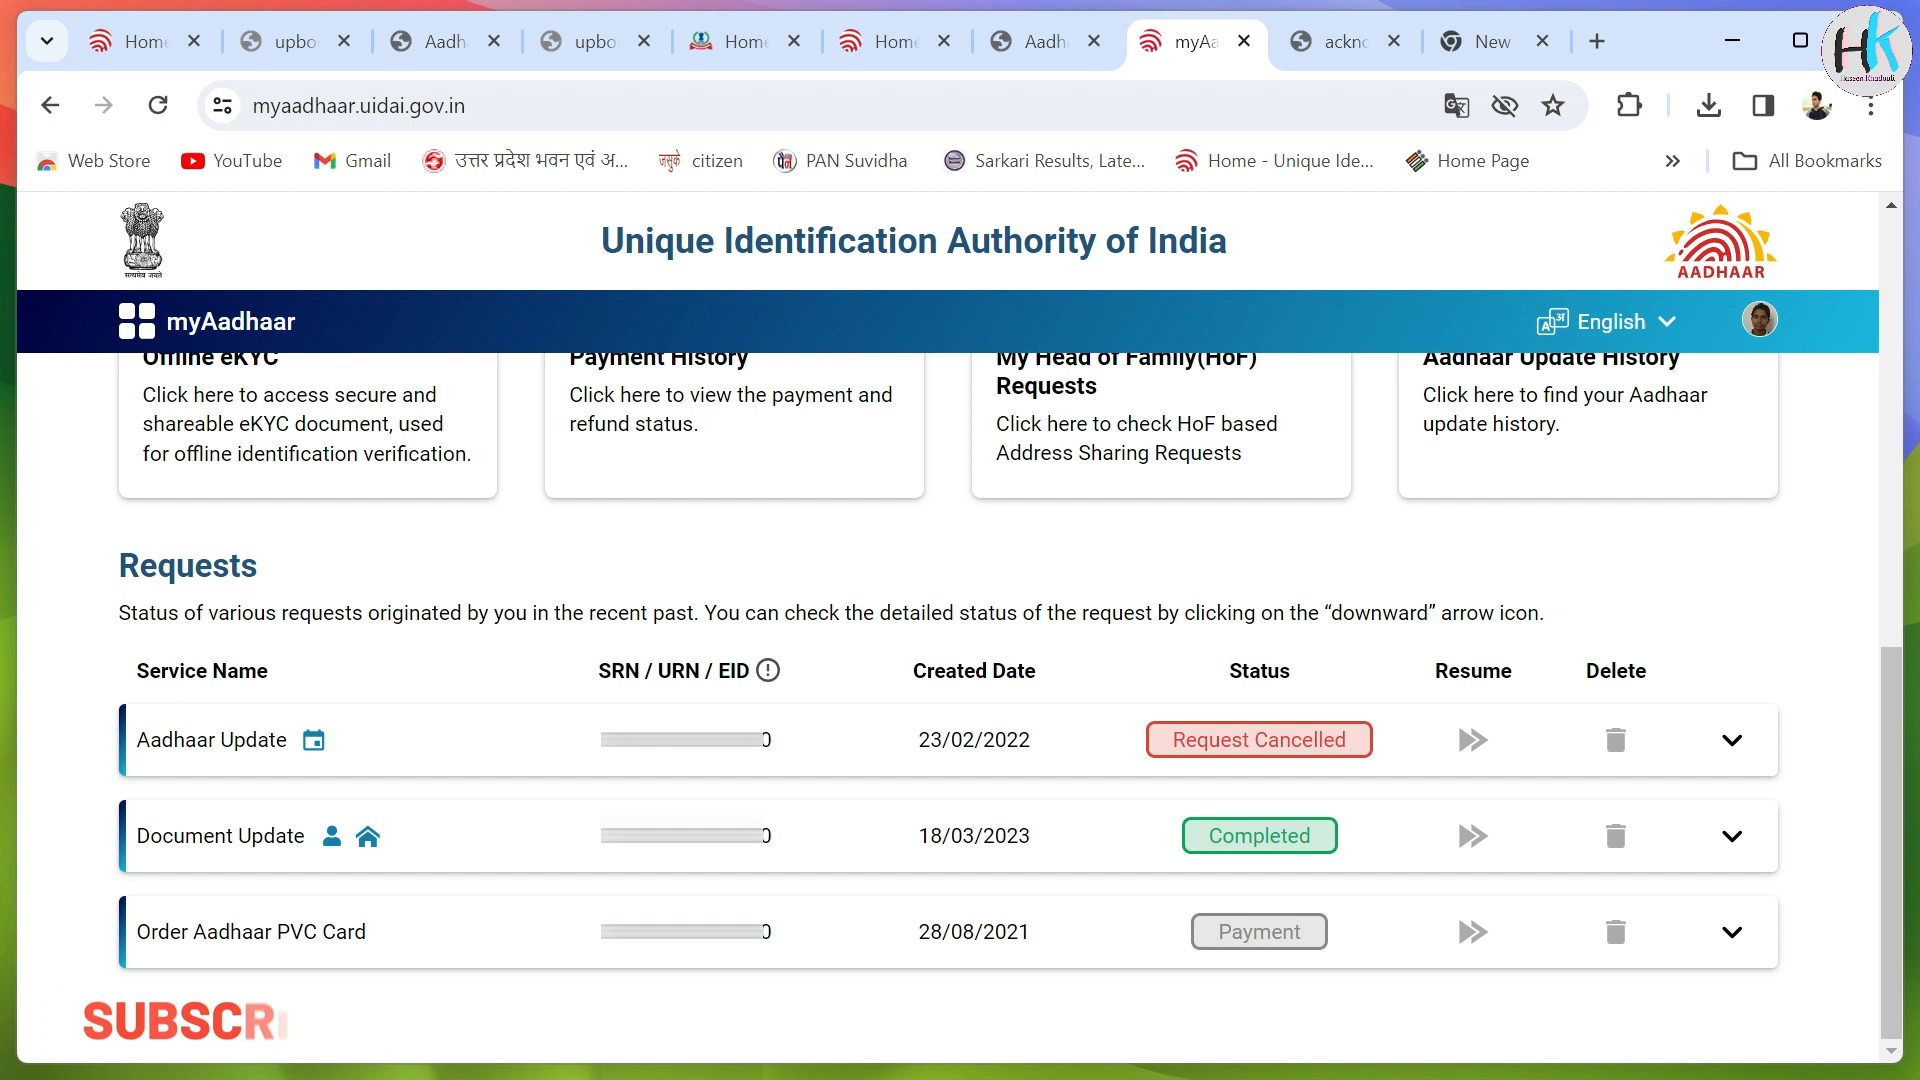 Home
upbo
Aadh
upbo
Home
Home
Aadh
myAa
ackno
New
myaadhaar.uidai.gov.in
Web Store
YouTube
Gmail
उत्तर प्रदेश भवन एवं अ...
citizen
PAN Suvidha
Sarkari Results, Late...
Home - Unique Ide...
Home Page
All Bookmarks
HK
सत्यमेव जयते
Unique Identification Authority of India
AADHAAR
myAadhaar
English
Offline eKYC
Click here to access secure and
shareable eKYC document, used
for offline identification verification.
Payment History
Click here to view the payment and
refund status.
My Head of Family(HoF)
Requests
Click here to check HoF based
Address Sharing Requests
Aadhaar Update History
Click here to find your Aadhaar
update history.
Requests
Status of various requests originated by you in the recent past. You can check the detailed status of the request by clicking on the “downward” arrow icon.
Service Name SRN / URN / EID Created Date Status Resume Delete
Aadhaar Update 0 23/02/2022 Request Cancelled
Document Update 0 18/03/2023 Completed
Order Aadhaar PVC Card 0 28/08/2021 Payment
SUBSCRI